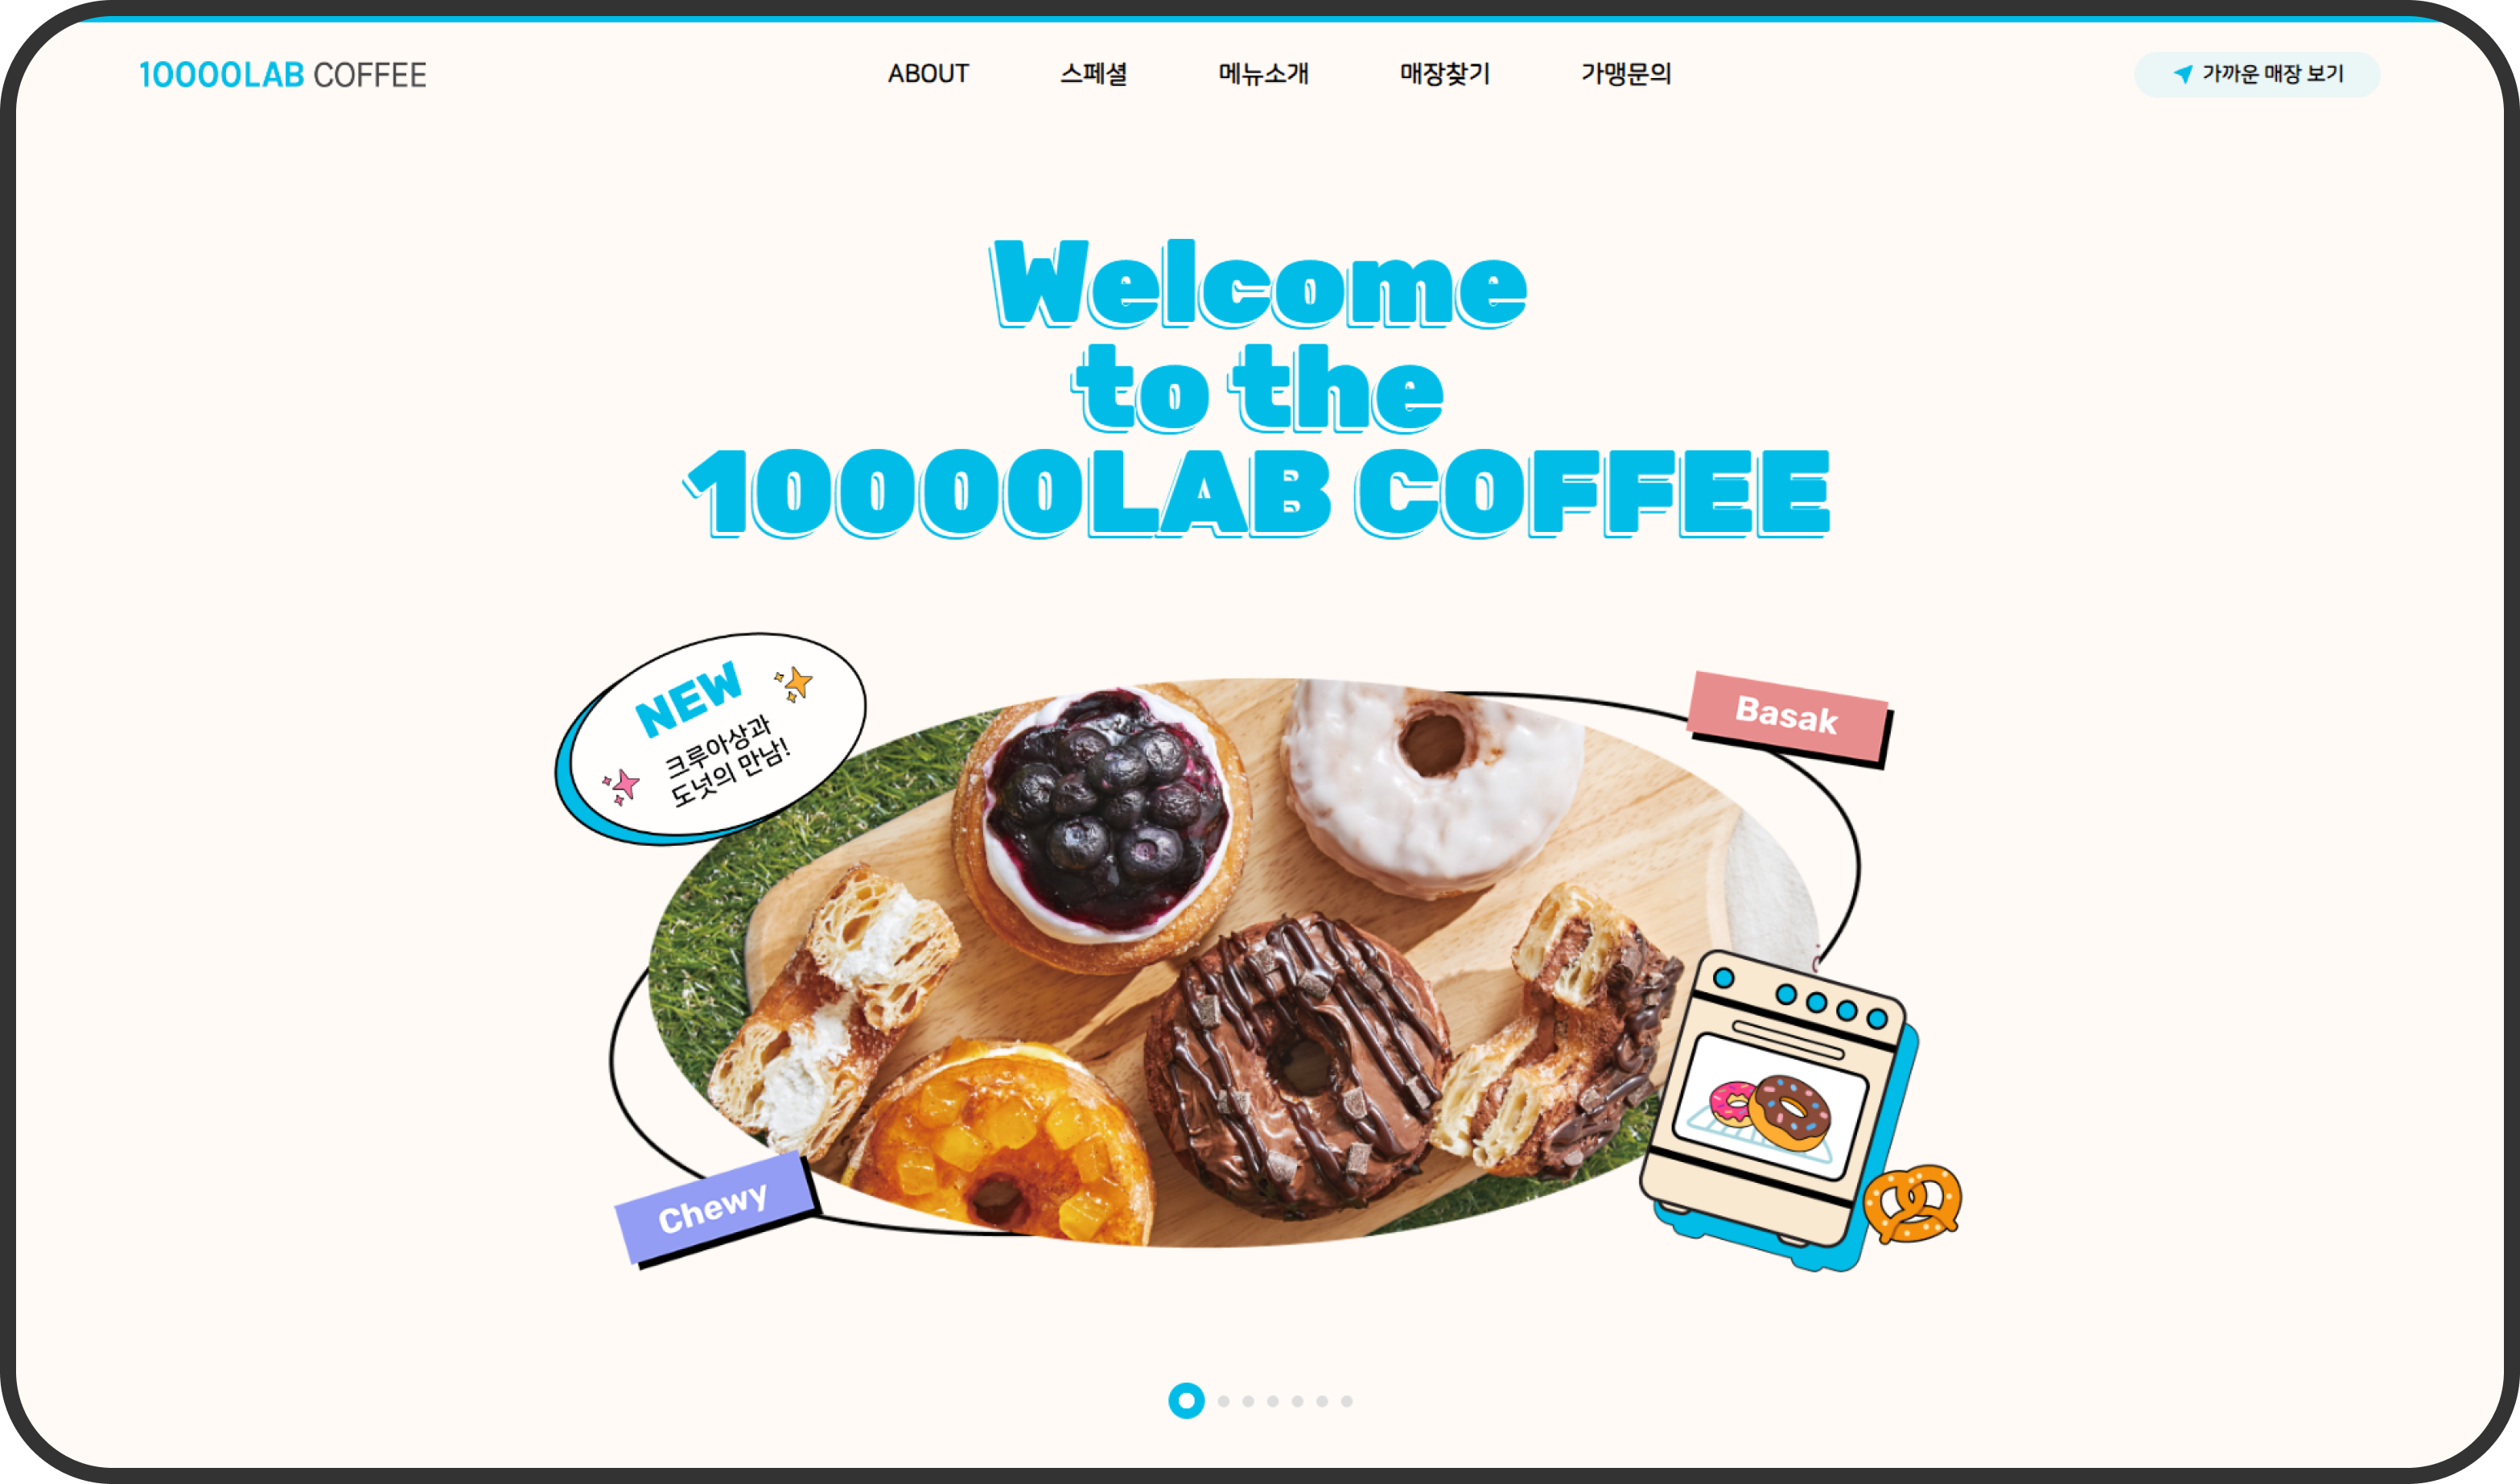 10000LAB COFFEE
ABOUT
스페셜
메뉴소개
매장찾기
가맹문의
가까운 매장 보기
Welcome
to the
10000LAB COFFEE
NEW
크루아상과
도넛의 만남!
Basak
Chewy